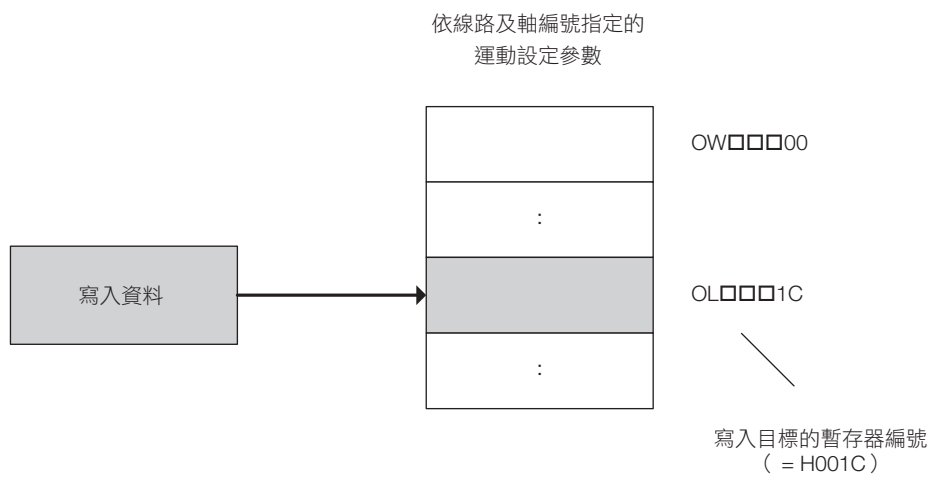 依線路及軸編號指定的
運動設定參數
OW□□□00
:
寫入資料
OL□□□1C
:
寫入目標的暫存器編號
( = H001C )